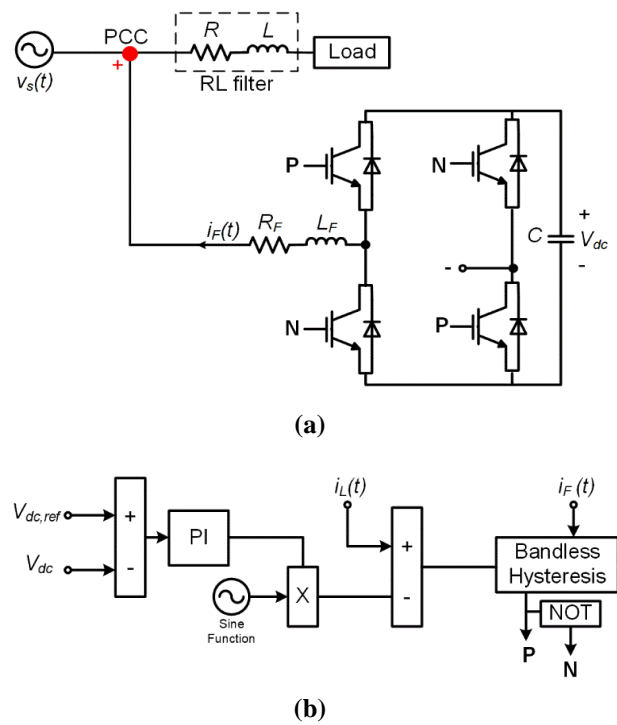 PCC
R
L
Load
+
v_s(t)
RL filter
P
N
i_F(t)
R_F
L_F
C
+
V_dc
-
-
N
P
(a)
i_L(t)
i_F(t)
V_dc,ref
+
PI
+
Bandless
Hysteresis
V_dc
-
X
-
NOT
Sine
Function
P
N
(b)